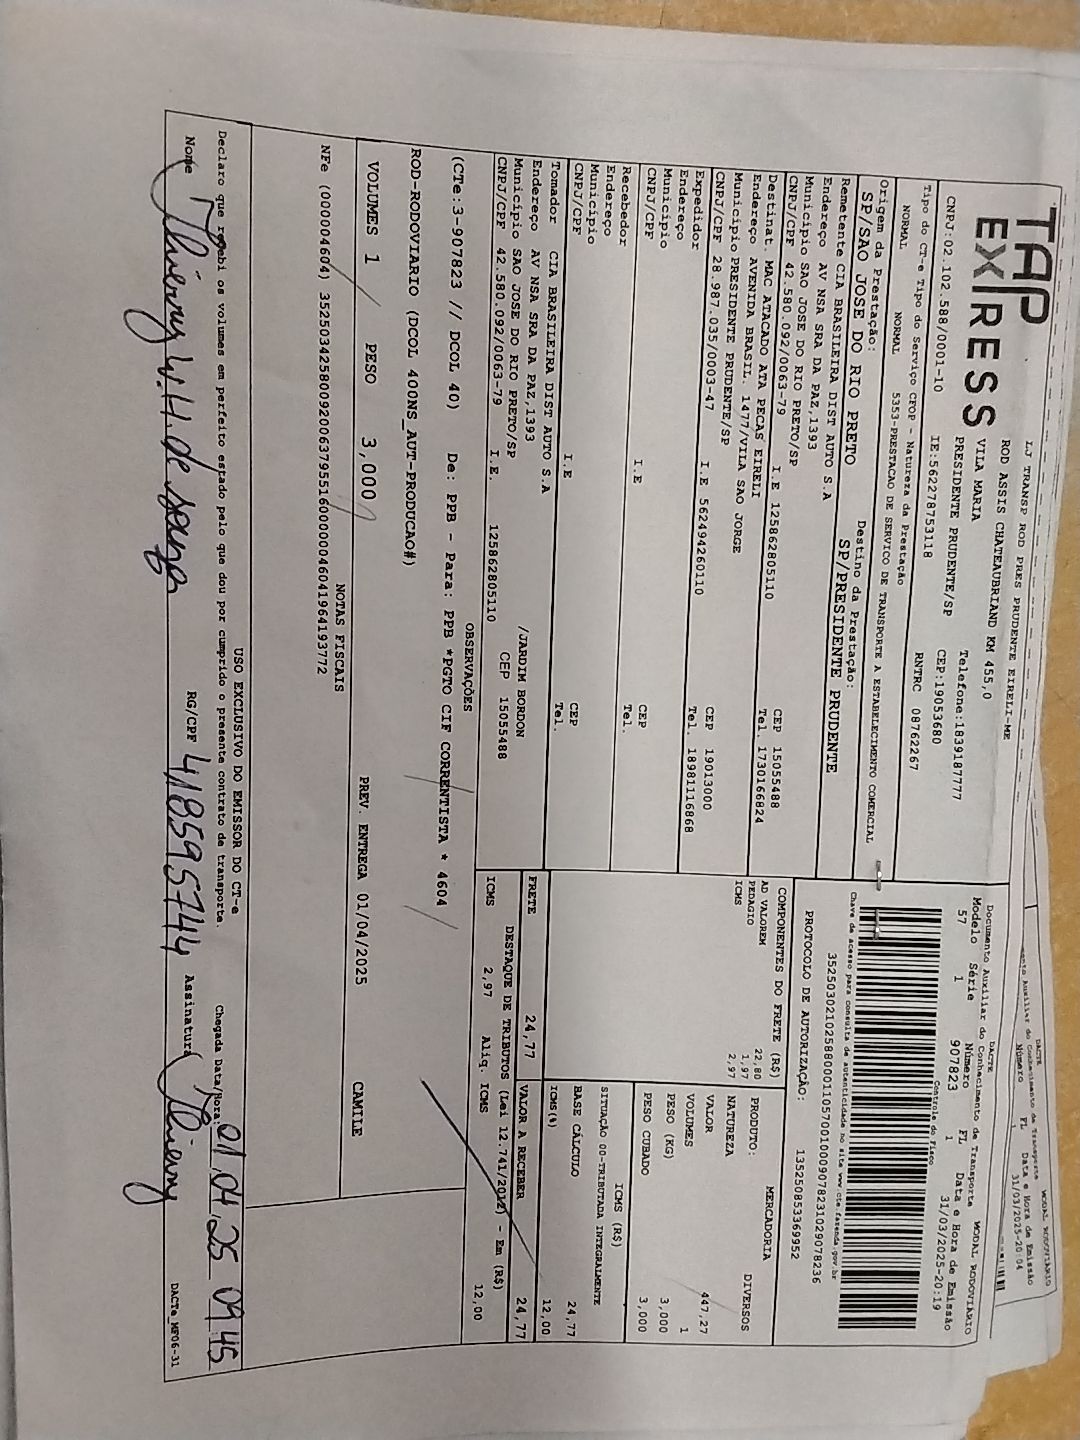 TAP
EXPRESS
LJ TRANSP ROD PRES PRUDENTE EIRELI-ME
ROD ASSIS CHATEAUBRIAND KM 455,0
VILA MARIA
PRESIDENTE PRUDENTE/SP
Telefone:1839187777
CNPJ:02.102.588/0001-10 IE:562278753118 CEP:19053680
Tipo do CT-e Tipo do Serviço CFOP - Natureza da Prestação RNTRC 08762267
NORMAL NORMAL 5353-PRESTACAO DE SERVICO DE TRANSPORTE A ESTABELECIMENTO COMERCIAL
Origem da Prestação: Destino da Prestação:
SP/SAO JOSE DO RIO PRETO SP/PRESIDENTE PRUDENTE
Remetente CIA BRASILEIRA DIST AUTO S.A
Endereço AV NSA SRA DA PAZ,1393
Município SAO JOSE DO RIO PRETO/SP CEP 15055488
CNPJ/CPF 42.580.092/0063-79 I.E 125862805110 Tel. 1730166824
Destinat. MAC ATACADO ATA PECAS EIRELI
Endereço AVENIDA BRASIL. 1477/VILA SAO JORGE
Município PRESIDENTE PRUDENTE/SP CEP 19013000
CNPJ/CPF 28.987.035/0003-47 I.E 562494260110 Tel. 18981116868
Expedidor
Endereço
Município CEP
CNPJ/CPF I.E Tel.
Recebedor
Endereço
Município CEP
CNPJ/CPF I.E Tel.
Tomador CIA BRASILEIRA DIST AUTO S.A
Endereço AV NSA SRA DA PAZ,1393 /JARDIM BORDON
Município SAO JOSE DO RIO PRETO/SP CEP 15055488
CNPJ/CPF 42.580.092/0063-79 I.E. 125862805110
DACTE MODAL RODOVIARIO
Documento Auxiliar do Conhecimento de Transporte
Modelo Série Número FL Data e Hora de Emissão
57 1 907823 1 31/03/2025-20:19
Controle do Fisco
Chave de acesso para consulta de autenticidade no site www.cte.fazenda.gov.br
35250302102588000110570010009078231029078236
PROTOCOLO DE AUTORIZAÇÃO: 135250853369952
COMPONENTES DO FRETE (R$)
AD VALOREM 22,80
PEDAGIO 1,97
ICMS 2,97
MERCADORIA
PRODUTO: DIVERSOS
NATUREZA
VALOR 447,27
VOLUMES 1
PESO (KG) 3,000
PESO CUBADO 3,000
ICMS (R$)
SITUAÇÃO 00-TRIBUTADA INTEGRALMENTE
BASE CÁLCULO 24,77
ICMS(%) 12,00
FRETE 24,77 VALOR A RECEBER 24,77
DESTAQUE DE TRIBUTOS (Lei 12.741/2012) - Em (R$)
ICMS 2,97 Aliq. ICMS 12,00
OBSERVAÇÕES
(CTe:3-907823 // DCOL 40) De: PPB - Para: PPB *PGTO CIF CORRENTISTA * 4604
ROD-RODOVIARIO (DCOL 400NS_AUT-PRODUCAO#)
VOLUMES 1 PESO 3,000 PREV. ENTREGA 01/04/2025 CAMILE
NOTAS FISCAIS
NFe (000004604) 35250342580092006379551600000046041964193772
USO EXCLUSIVO DO EMISSOR DO CT-e
Declaro que recebi os volumes em perfeito estado pelo que dou por cumprido o presente contrato de transporte.
Chegada Data/Hora: 01.04.25 09 45
Nome Thierry W.H. de souza RG/CPF 418595744 Assinatura Thierry
DACTe_MF06-31